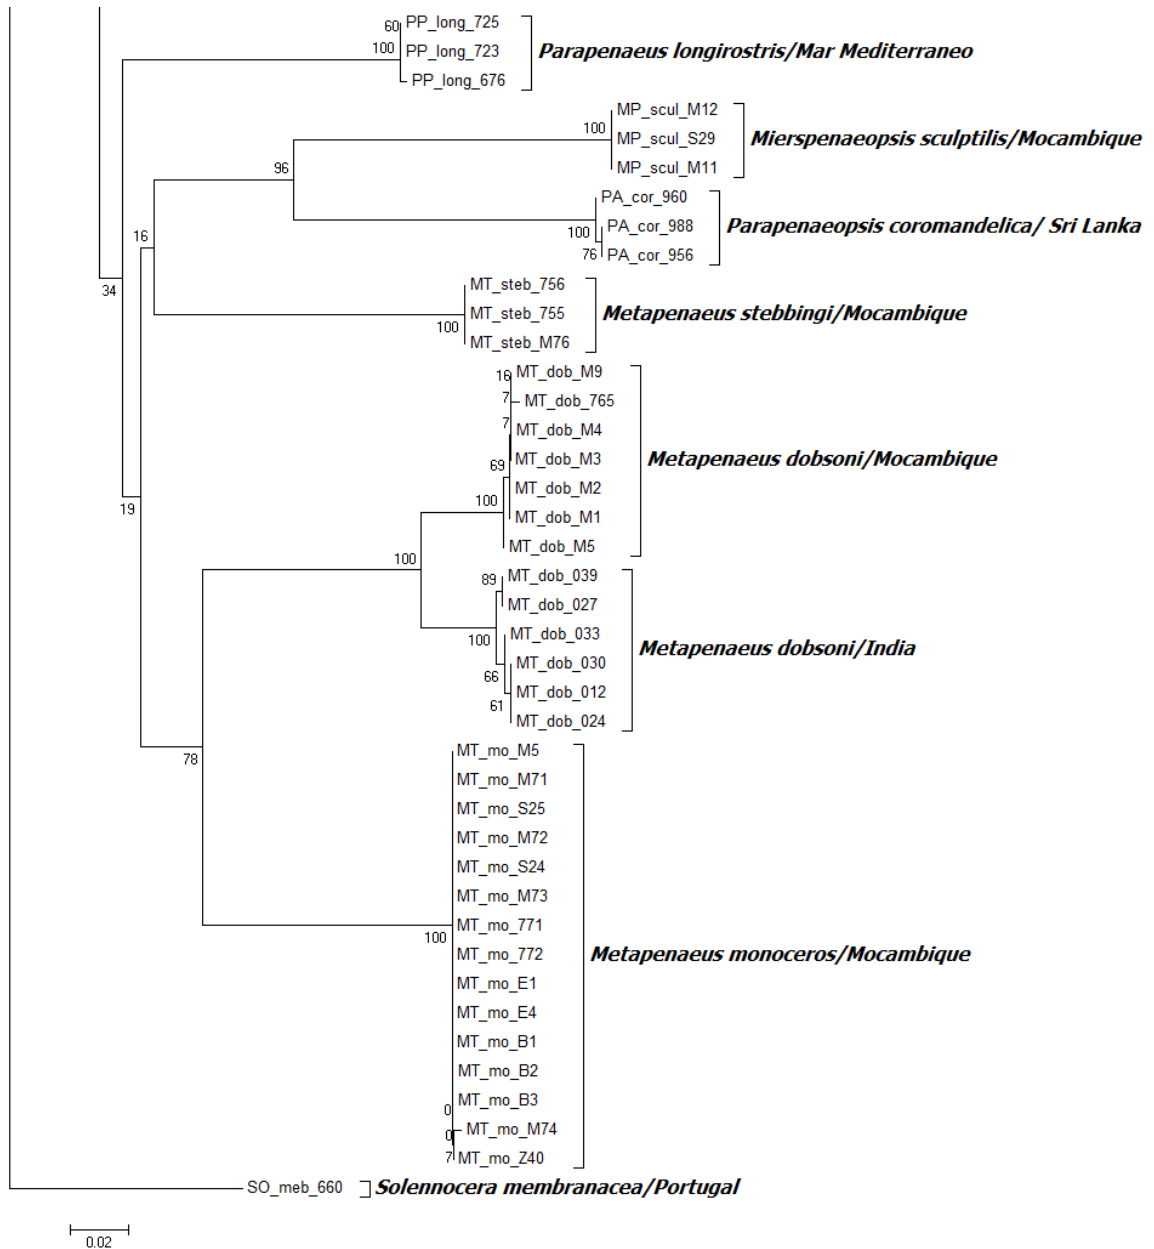 60 PP_long_725
100 PP_long_723
PP_long_676
Parapenaeus longirostris/Mar Mediterraneo
MP_scul_M12
100 MP_scul_S29
MP_scul_M11
Mierspenaeopsis sculptilis/Mocambique
96
PA_cor_960
100 PA_cor_988
76 PA_cor_956
Parapenaeopsis coromandelica/ Sri Lanka
16
34
MT_steb_756
MT_steb_755
100 MT_steb_M76
Metapenaeus stebbingi/Mocambique
16 MT_dob_M9
7 MT_dob_765
7 MT_dob_M4
69 MT_dob_M3
MT_dob_M2
100 MT_dob_M1
MT_dob_M5
Metapenaeus dobsoni/Mocambique
19
100
89 MT_dob_039
MT_dob_027
100 MT_dob_033
MT_dob_030
66 MT_dob_012
61 MT_dob_024
Metapenaeus dobsoni/India
78
MT_mo_M5
MT_mo_M71
MT_mo_S25
MT_mo_M72
MT_mo_S24
MT_mo_M73
MT_mo_771
100 MT_mo_772
MT_mo_E1
MT_mo_E4
MT_mo_B1
MT_mo_B2
MT_mo_B3
0
0 MT_mo_M74
7 MT_mo_Z40
Metapenaeus monoceros/Mocambique
SO_meb_660
Solennocera membranacea/Portugal
0.02